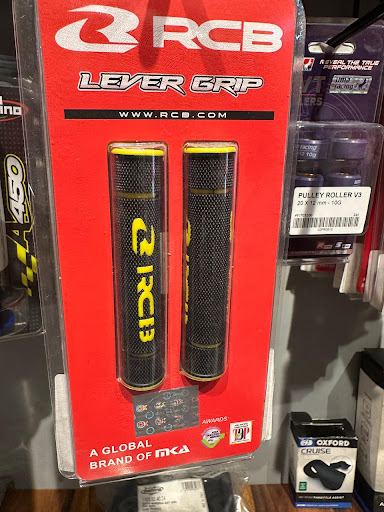 RCB
LEVER GRIP
WWW.RCB.COM
RCB
A GLOBAL
BRAND OF MKA
AWARDS:
450
REVEAL THE TRUE
PERFORMANCE
PULLEY ROLLER V3
20 X 12 mm - 10G
OXFORD
CRUISE